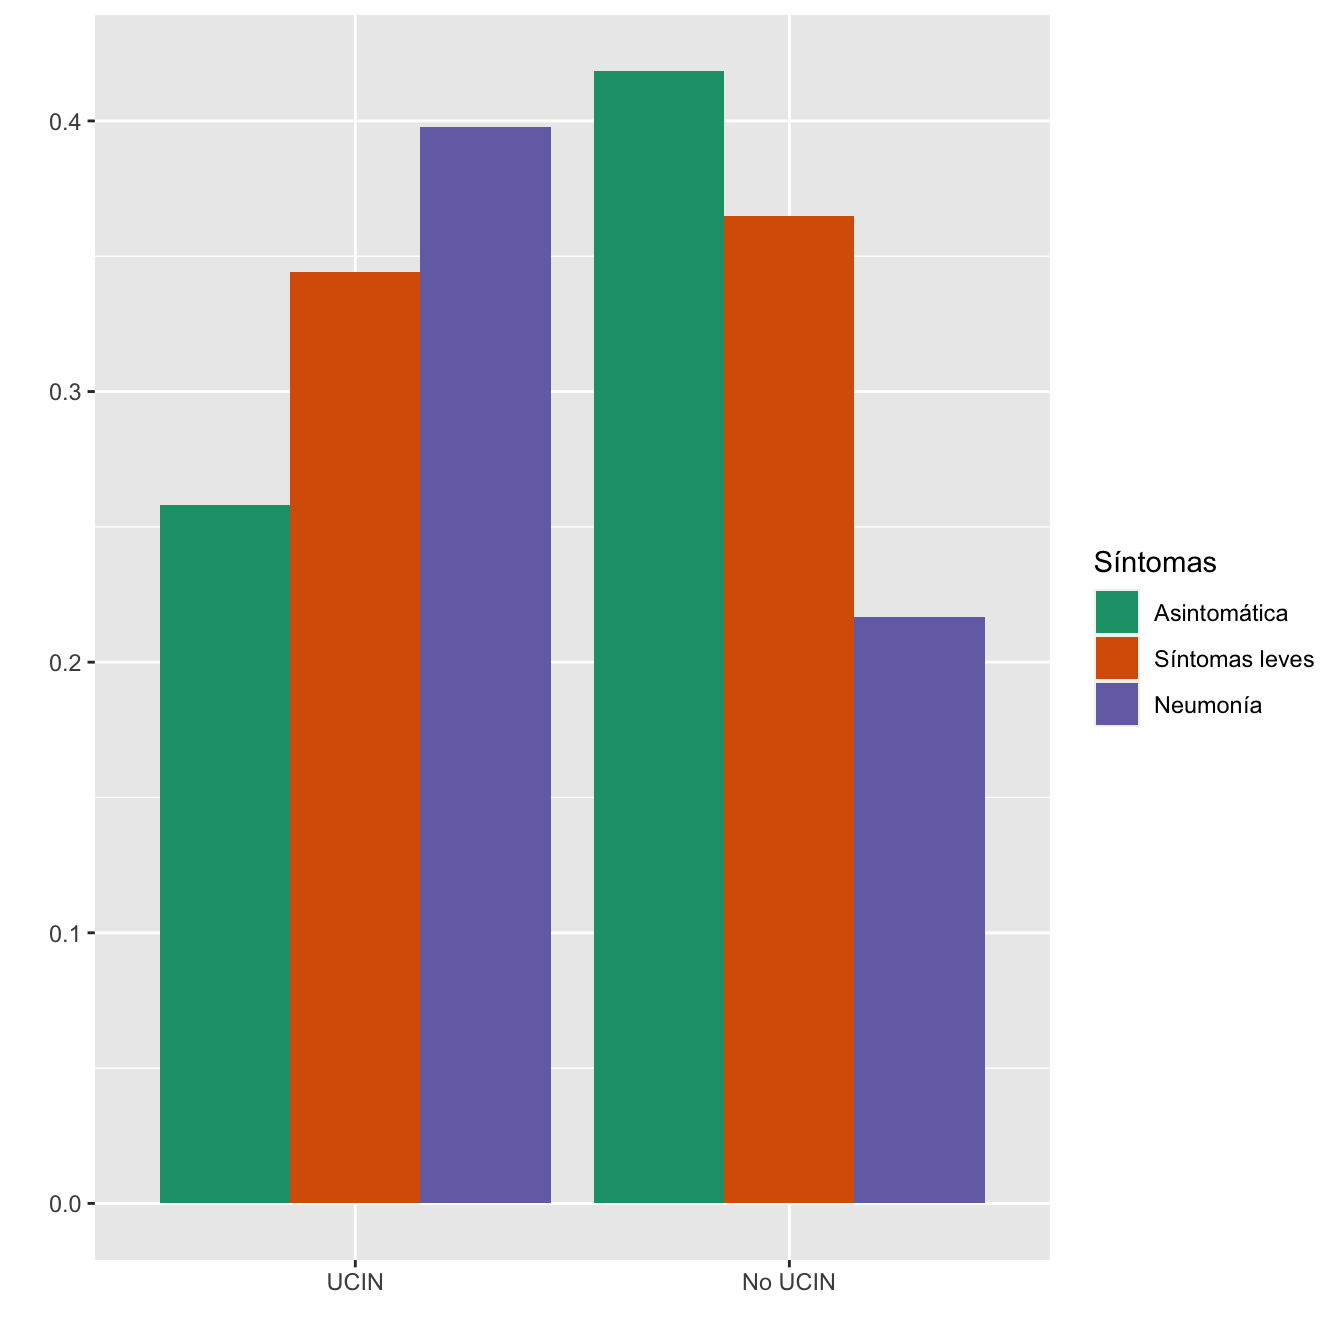 0.4
0.3
0.2
0.1
0.0
UCIN
No UCIN
Síntomas
Asintomática
Síntomas leves
Neumonía